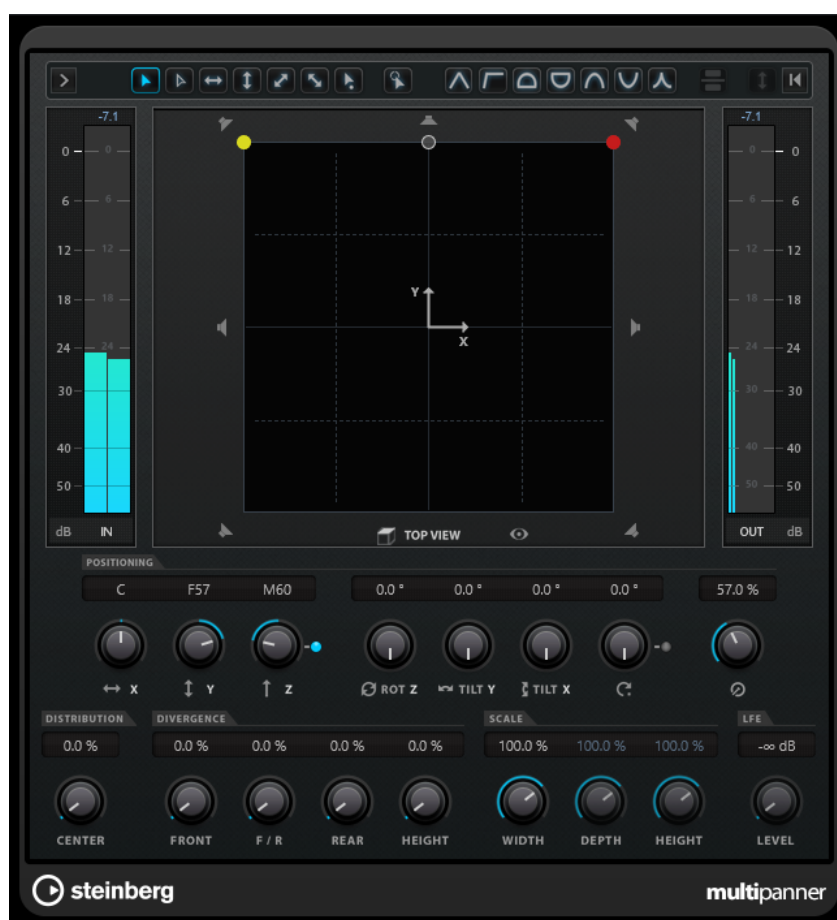 -7.1 -7.1
0 0 0 0
6 6 6 6
12 12 12 12
18 18 18 18
24 24 24 24
30 30
40 40 40
50 50 50
Y
X
dB IN TOP VIEW OUT dB
POSITIONING
C F57 M60 0.0 ° 0.0 ° 0.0 ° 0.0 ° 57.0 %
X Y Z ROT Z TILT Y TILT X
DISTRIBUTION DIVERGENCE SCALE LFE
0.0 % 0.0 % 0.0 % 0.0 % 0.0 % 100.0 % 100.0 % 100.0 % -∞ dB
CENTER FRONT F / R REAR HEIGHT WIDTH DEPTH HEIGHT LEVEL
steinberg multipanner